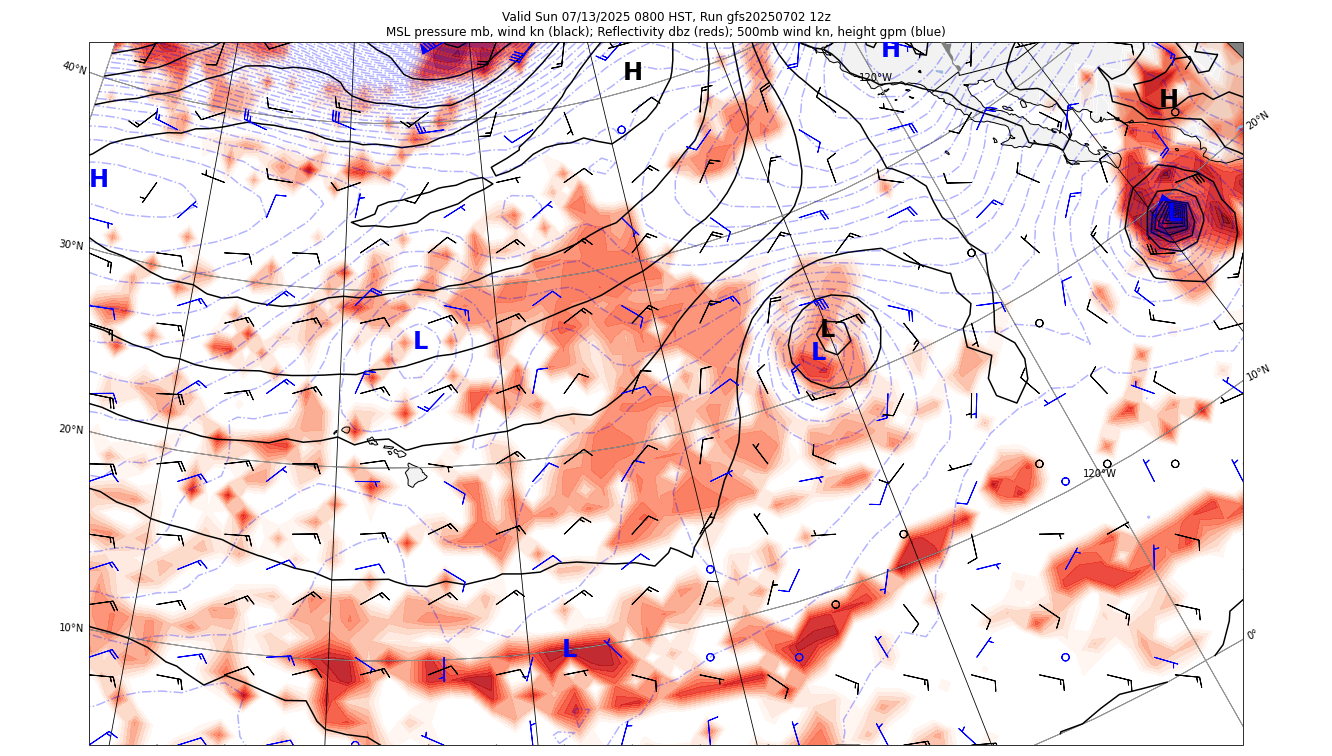 Valid Sun 07/13/2025 0800 HST, Run gfs20250702 12z
MSL pressure mb, wind kn (black); Reflectivity dbz (reds); 500mb wind kn, height gpm (blue)
H
40°N
H
120°W
H
20°N
H
30°N
L
L
L
10°N
20°N
120°W
10°N
L
0°